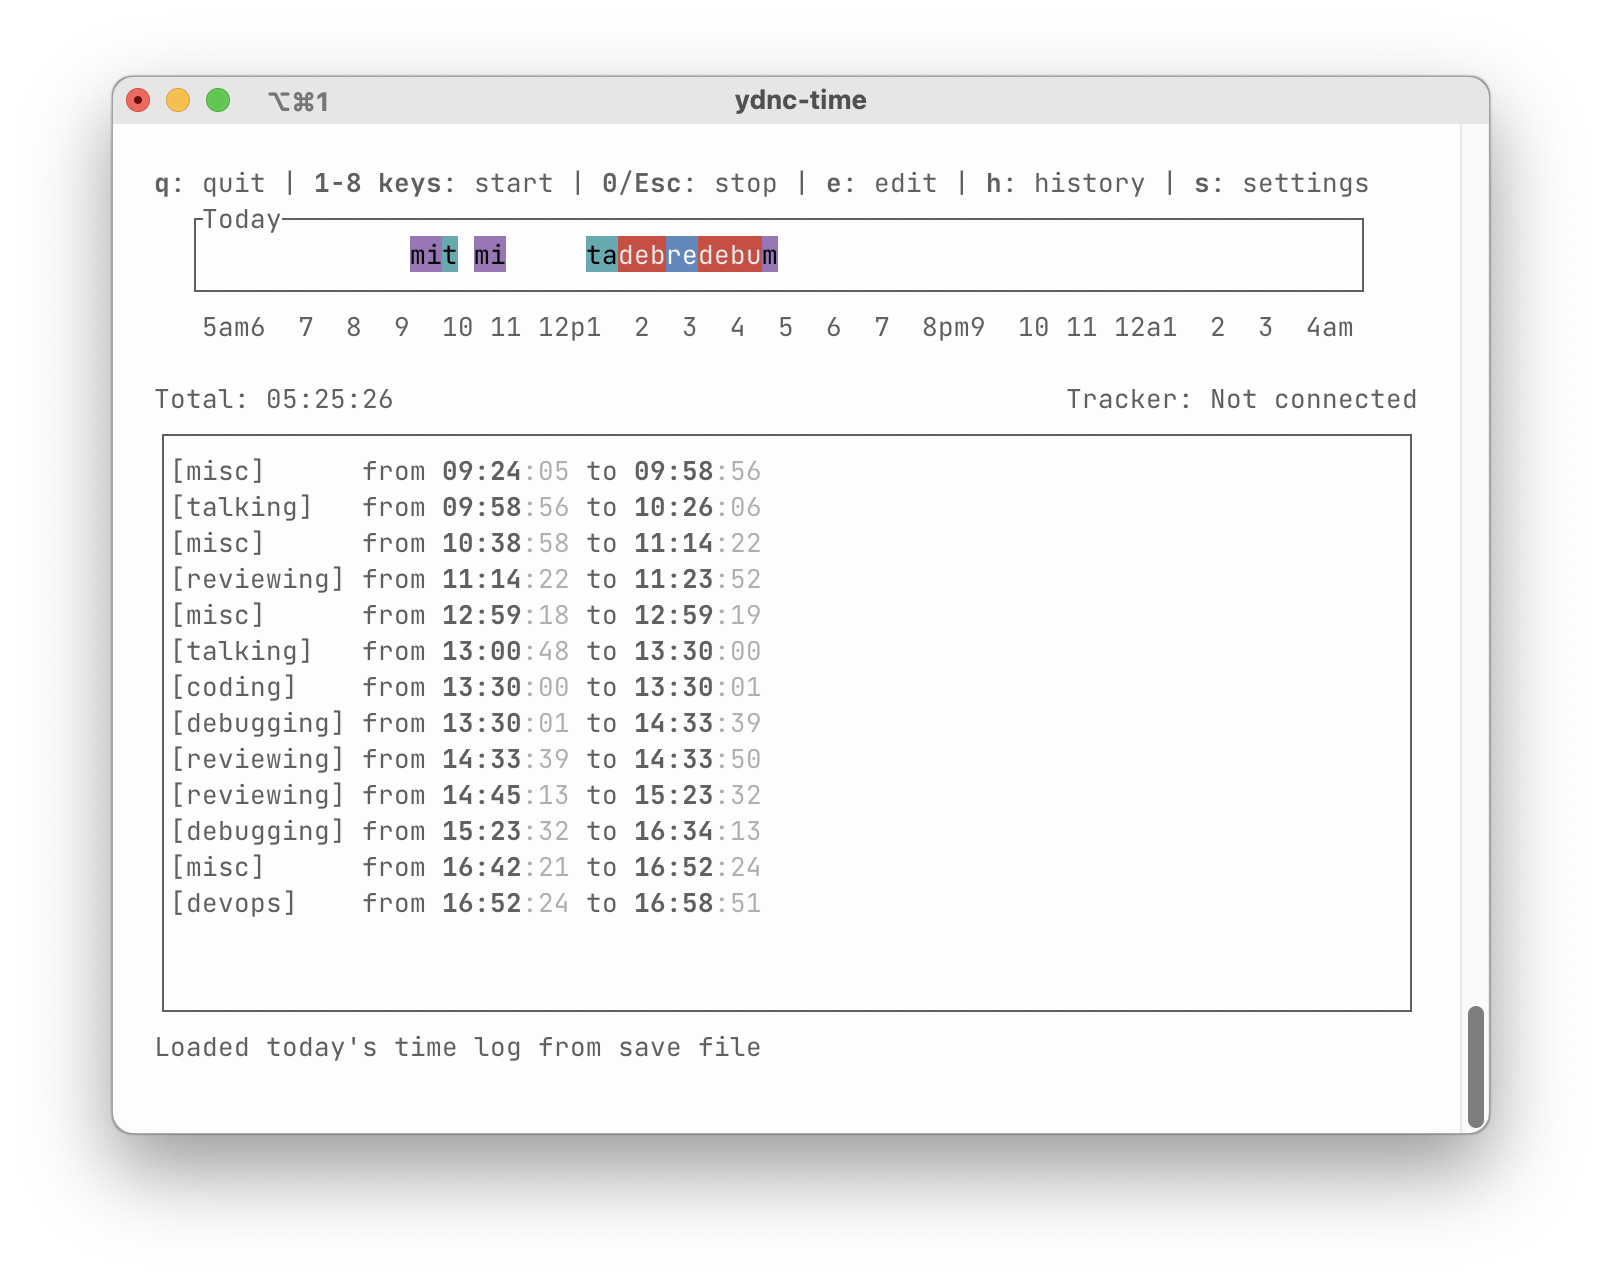 ⌥⌘1 ydnc-time
q: quit | 1-8 keys: start | 0/Esc: stop | e: edit | h: history | s: settings
Today
mit mi tadebredebum
5am6 7 8 9 10 11 12p1 2 3 4 5 6 7 8pm9 10 11 12a1 2 3 4am
Total: 05:25:26 Tracker: Not connected
[misc] from 09:24:05 to 09:58:56
[talking] from 09:58:56 to 10:26:06
[misc] from 10:38:58 to 11:14:22
[reviewing] from 11:14:22 to 11:23:52
[misc] from 12:59:18 to 12:59:19
[talking] from 13:00:48 to 13:30:00
[coding] from 13:30:00 to 13:30:01
[debugging] from 13:30:01 to 14:33:39
[reviewing] from 14:33:39 to 14:33:50
[reviewing] from 14:45:13 to 15:23:32
[debugging] from 15:23:32 to 16:34:13
[misc] from 16:42:21 to 16:52:24
[devops] from 16:52:24 to 16:58:51
Loaded today's time log from save file